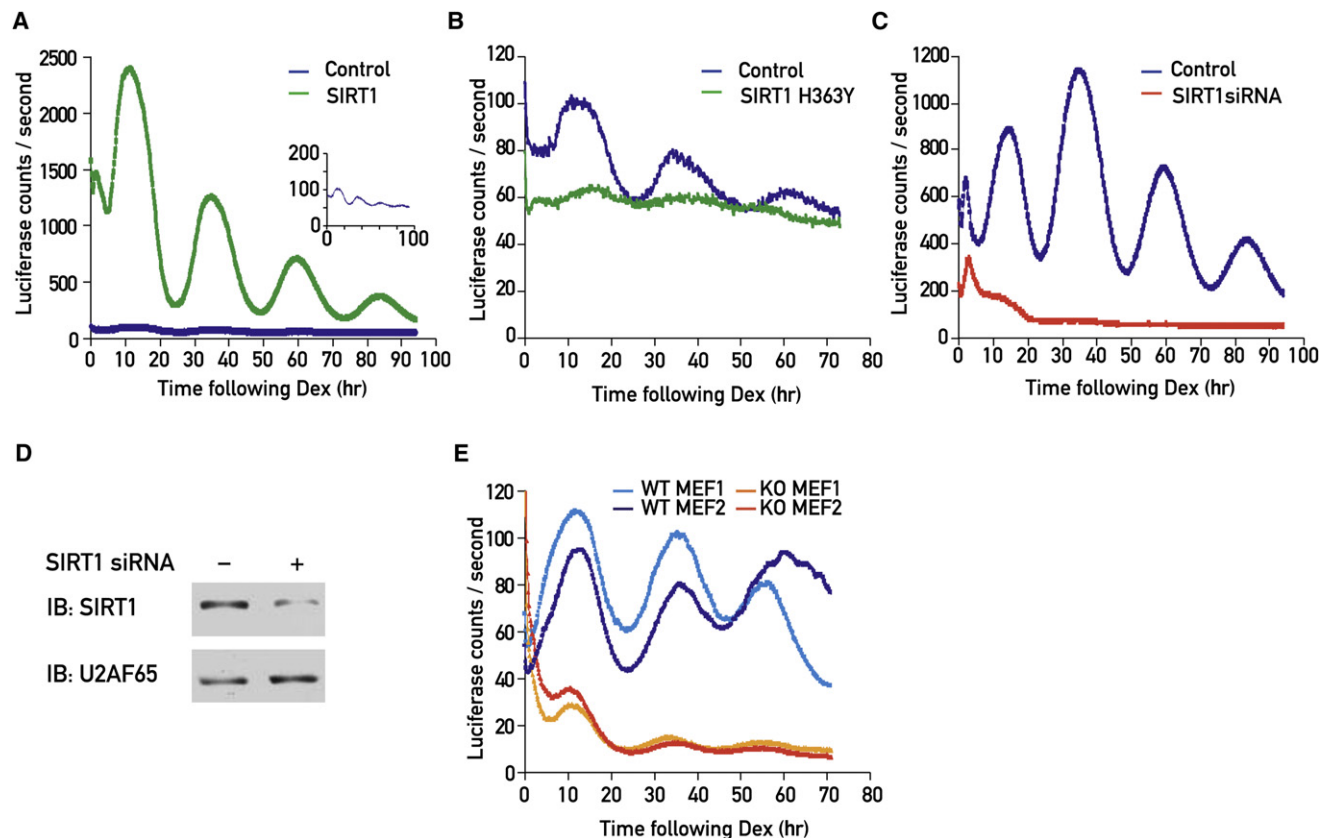 A
Control
SIRT1
Luciferase counts / second
2500
2000
1500
1000
500
0
200
100
0
0 100
0 10 20 30 40 50 60 70 80 90 100
Time following Dex (hr)
B
Control
SIRT1 H363Y
Luciferase counts / second
120
100
80
60
40
20
0
0 10 20 30 40 50 60 70 80
Time following Dex (hr)
C
Control
SIRT1siRNA
Luciferase counts / second
1200
1000
800
600
400
200
0
0 10 20 30 40 50 60 70 80 90 100
Time following Dex (hr)
D
SIRT1 siRNA − +
IB: SIRT1
IB: U2AF65
E
WT MEF1 KO MEF1
WT MEF2 KO MEF2
Luciferase counts / second
120
100
80
60
40
20
0
0 10 20 30 40 50 60 70 80
Time following Dex (hr)